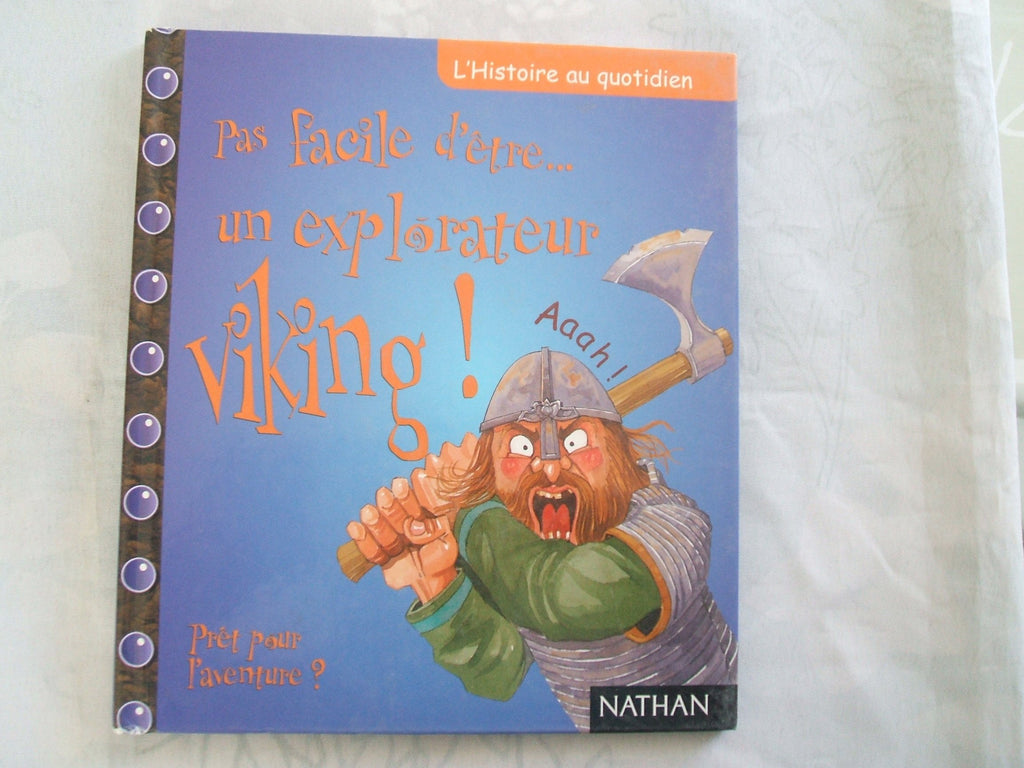 L'Histoire au quotidien
Pas facile d'être...
un explorateur
viking !
Aaah !
Prêt pour
l'aventure ?
NATHAN